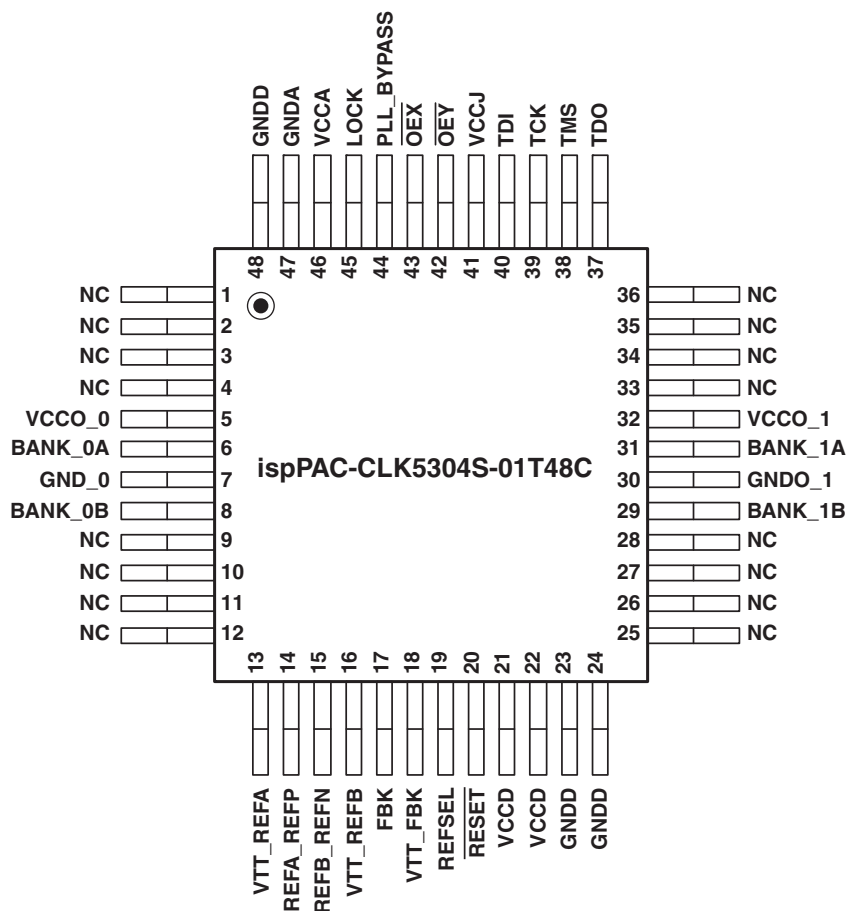 GNDD
GNDA
VCCA
LOCK
PLL_BYPASS
OEX
OEY
VCCJ
TDI
TCK
TMS
TDO
48
47
46
45
44
43
42
41
40
39
38
37
NC 1
NC 2
NC 3
NC 4
VCCO_0 5
BANK_0A 6
GND_0 7
BANK_0B 8
NC 9
NC 10
NC 11
NC 12
ispPAC-CLK5304S-01T48C
36 NC
35 NC
34 NC
33 NC
32 VCCO_1
31 BANK_1A
30 GNDO_1
29 BANK_1B
28 NC
27 NC
26 NC
25 NC
13
14
15
16
17
18
19
20
21
22
23
24
VTT_REFA
REFA_REFP
REFB_REFN
VTT_REFB
FBK
VTT_FBK
REFSEL
RESET
VCCD
VCCD
GNDD
GNDD